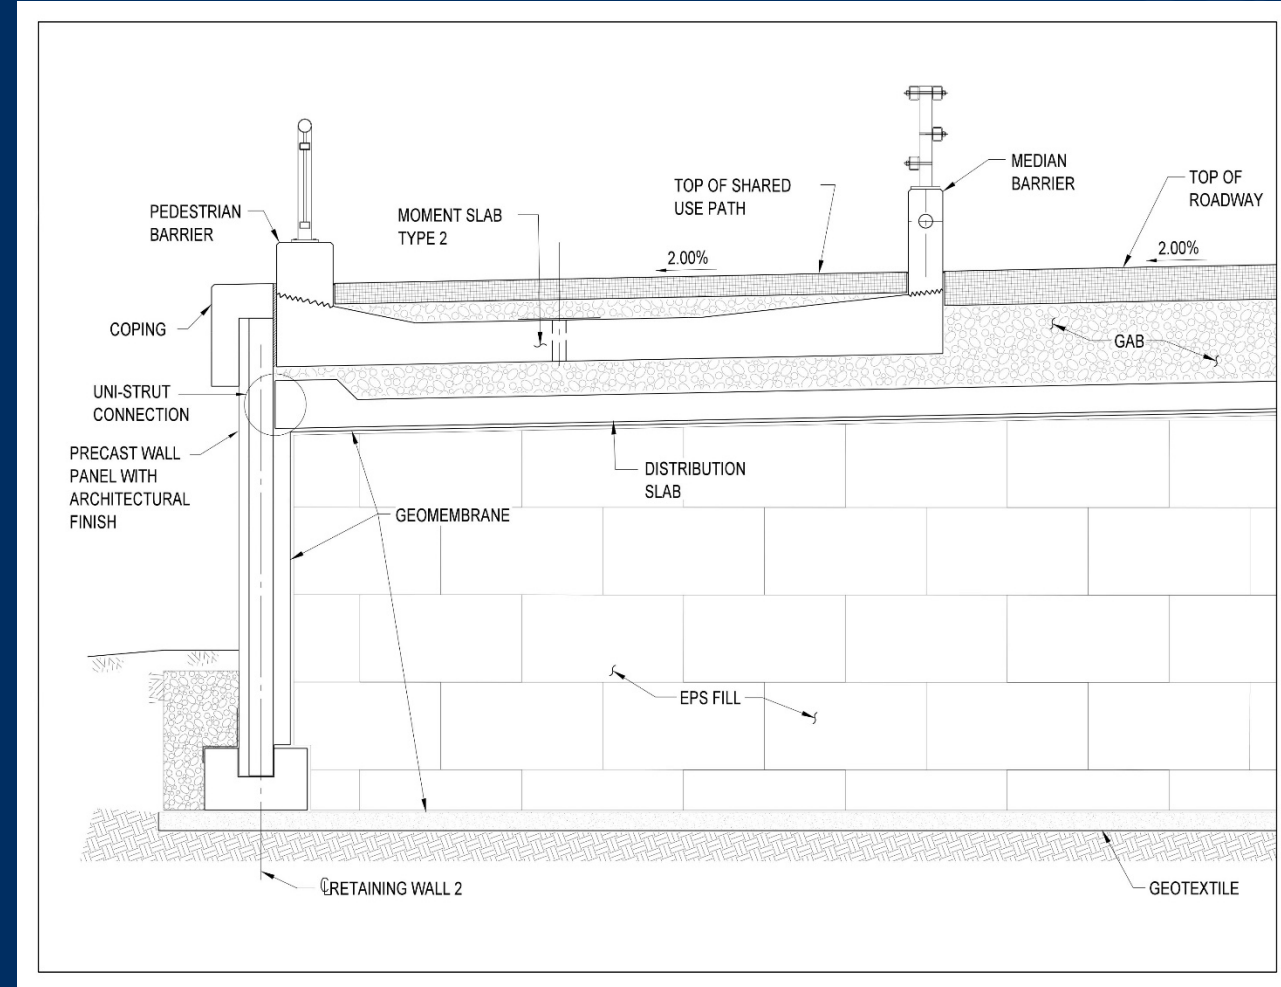 MEDIAN
BARRIER
TOP OF SHARED
USE PATH
TOP OF
ROADWAY
PEDESTRIAN
BARRIER
MOMENT SLAB
TYPE 2
2.00%
2.00%
COPING
GAB
UNI-STRUT
CONNECTION
PRECAST WALL
PANEL WITH
ARCHITECTURAL
FINISH
DISTRIBUTION
SLAB
GEOMEMBRANE
EPS FILL
℄RETAINING WALL 2
GEOTEXTILE